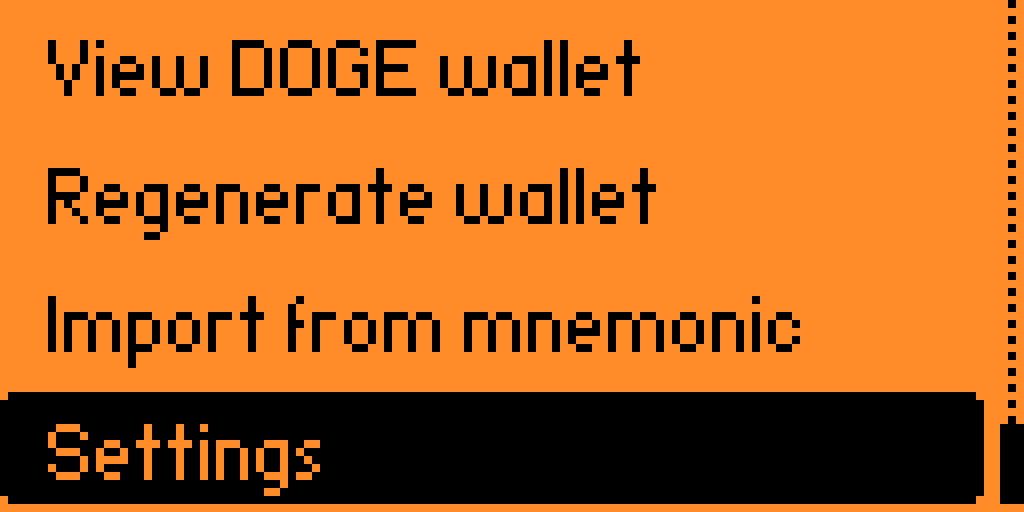 View DOGE wallet
Regenerate wallet
Import from mnemonic
Settings